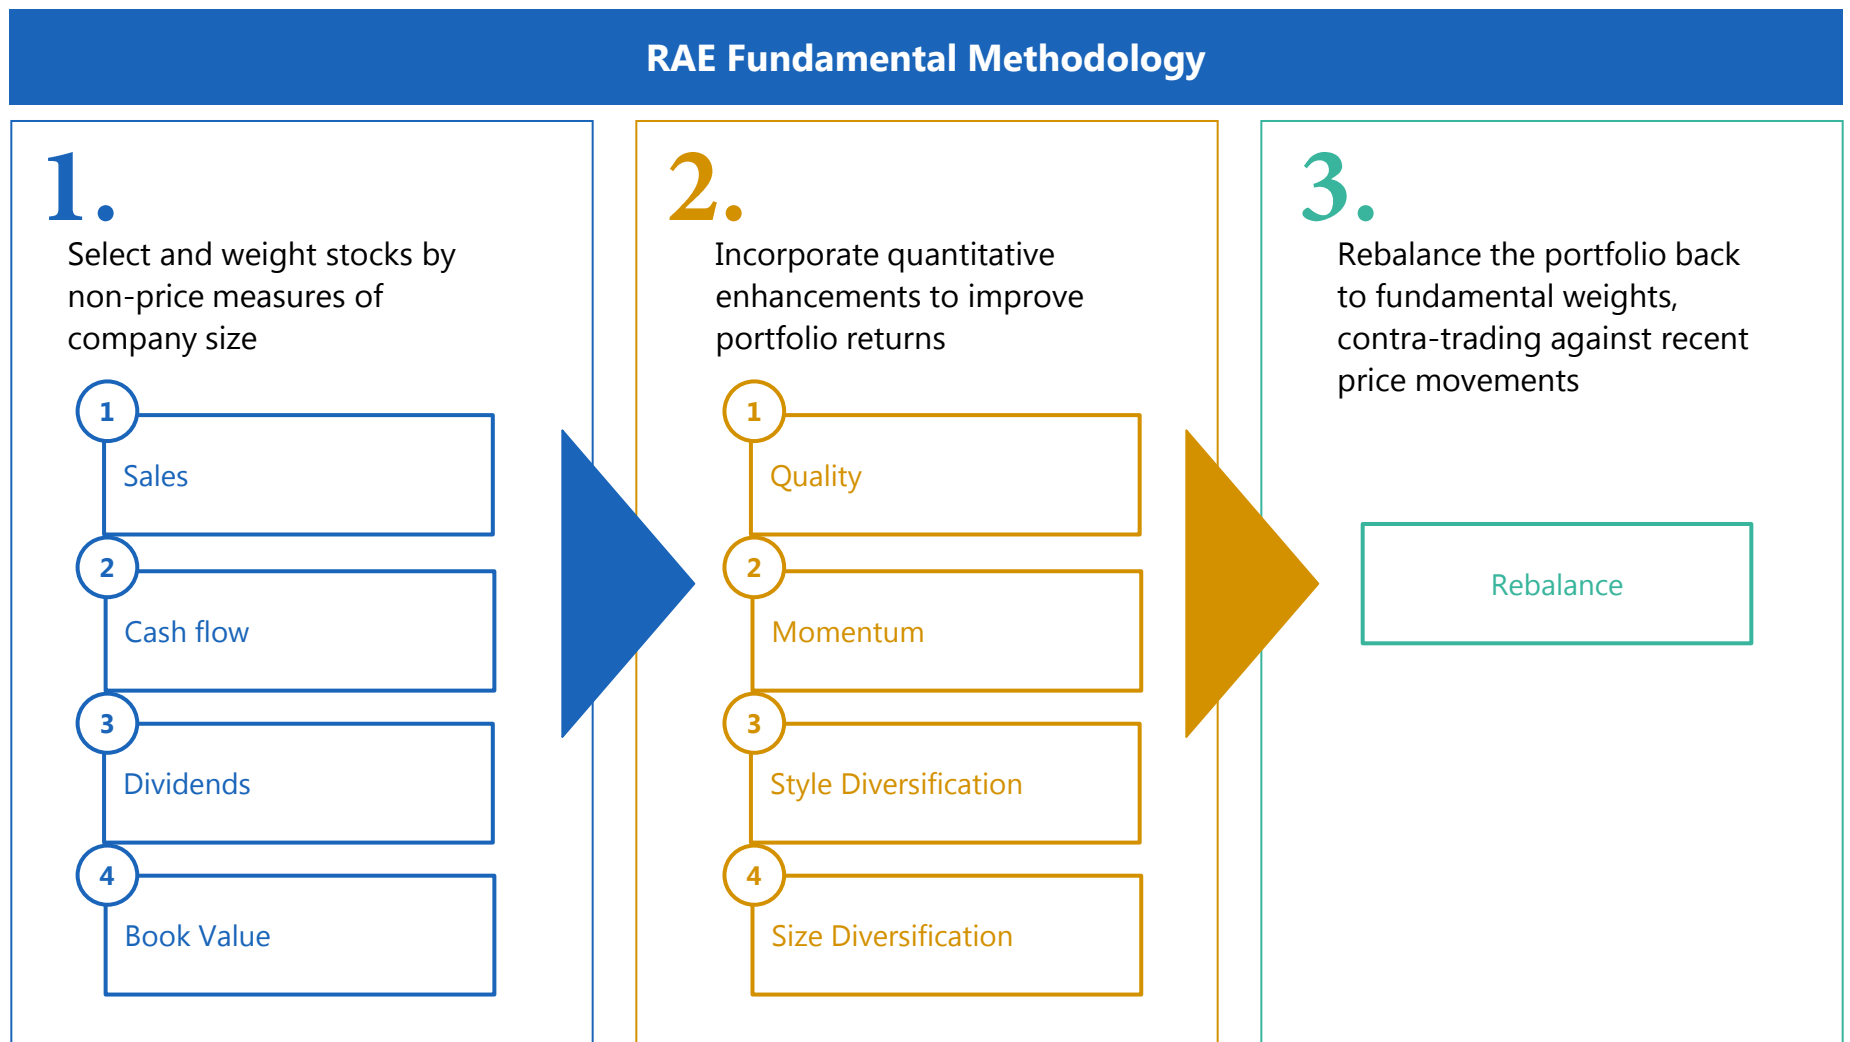 RAE Fundamental Methodology
1.
Select and weight stocks by
non-price measures of
company size
1
Sales
2
Cash flow
3
Dividends
4
Book Value
2.
Incorporate quantitative
enhancements to improve
portfolio returns
1
Quality
2
Momentum
3
Style Diversification
4
Size Diversification
3.
Rebalance the portfolio back
to fundamental weights,
contra-trading against recent
price movements
Rebalance